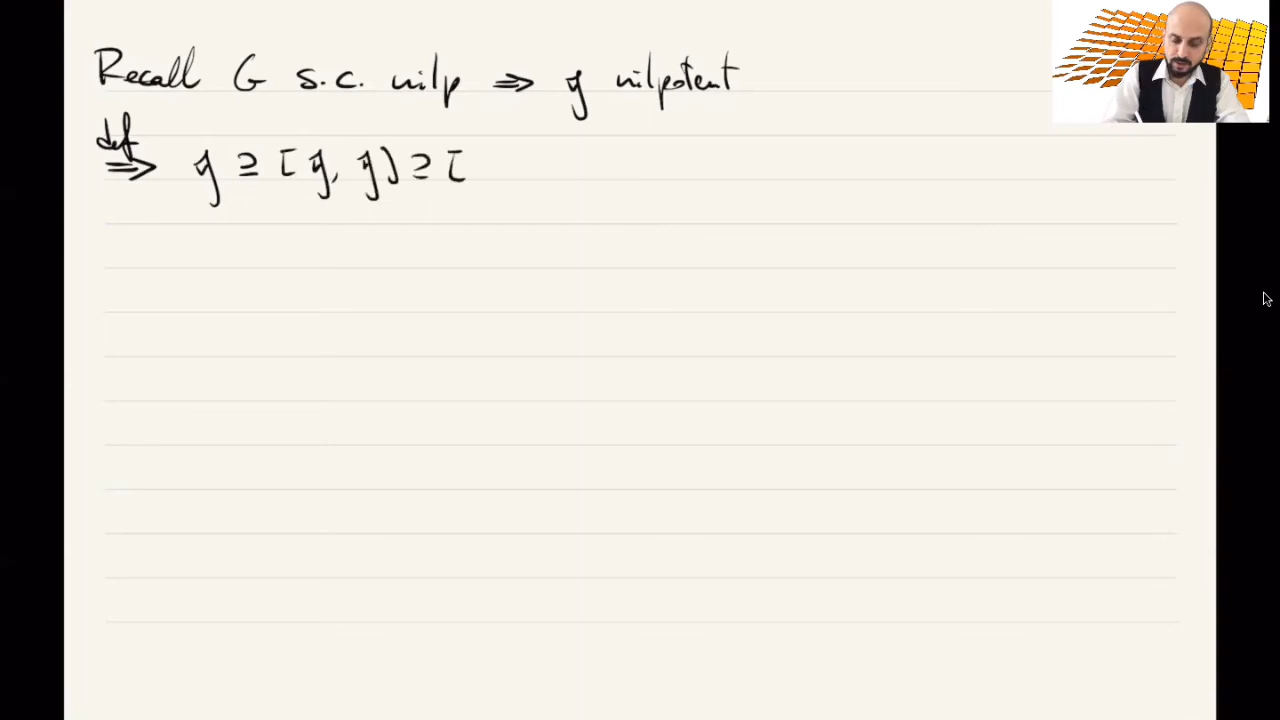 Recall G s.c. nilp ⇒ 𝔤 nilpotent
def
⇒ 𝔤 ⊇ [𝔤, 𝔤] ⊇ [